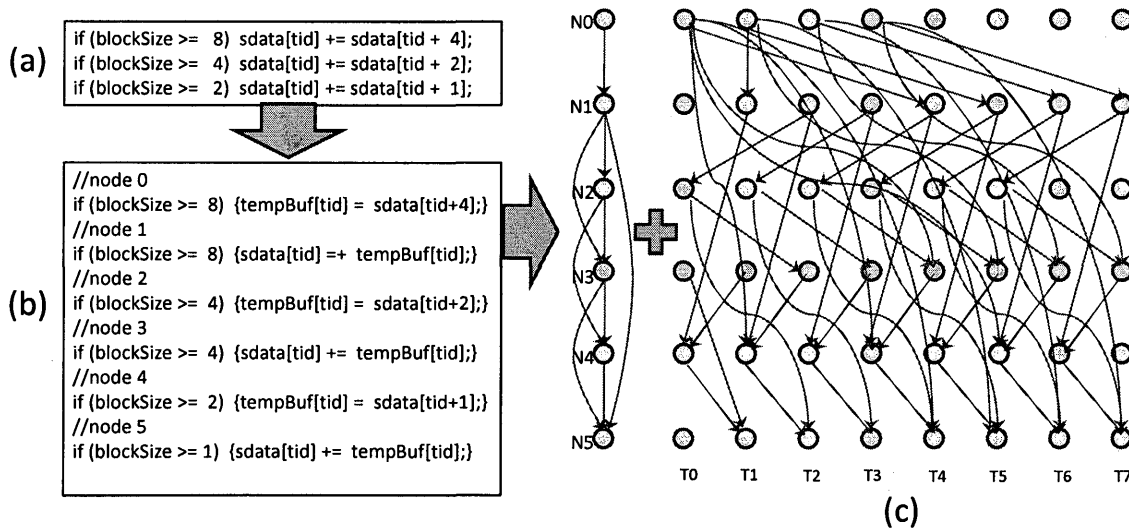 (a)
if (blockSize >= 8) sdata[tid] += sdata[tid + 4];
if (blockSize >= 4) sdata[tid] += sdata[tid + 2];
if (blockSize >= 2) sdata[tid] += sdata[tid + 1];
(b)
//node 0
if (blockSize >= 8) {tempBuf[tid] = sdata[tid+4];}
//node 1
if (blockSize >= 8) {sdata[tid] =+ tempBuf[tid];}
//node 2
if (blockSize >= 4) {tempBuf[tid] = sdata[tid+2];}
//node 3
if (blockSize >= 4) {sdata[tid] += tempBuf[tid];}
//node 4
if (blockSize >= 2) {tempBuf[tid] = sdata[tid+1];}
//node 5
if (blockSize >= 1) {sdata[tid] += tempBuf[tid];}
N0
N1
N2
N3
N4
N5
T0 T1 T2 T3 T4 T5 T6 T7
(c)